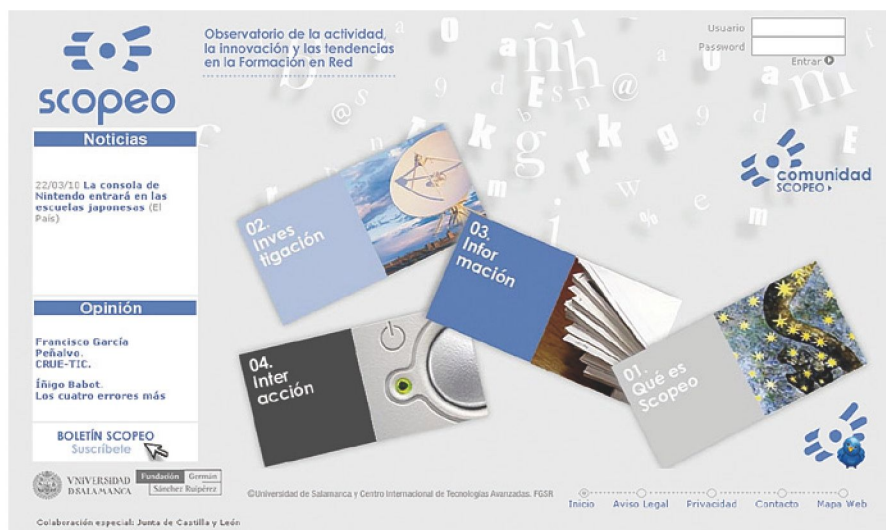 scopeo
Observatorio de la actividad,
la innovación y las tendencias
en la Formación en Red
Usuario
Password
Entrar
Noticias
22/03/10 La consola de
Nintendo entrará en las
escuelas japonesas (El
País)
Opinión
Francisco García
Peñalvo.
CRUE-TIC.
Íñigo Babot.
Los cuatro errores más
BOLETÍN SCOPEO
Suscríbete
comunidad
SCOPEO
02.
Inves
tigación
03.
Infor
mación
04.
Inter
acción
01.
Qué es
Scopeo
VNIVERSIDAD
DSALAMANCA
Fundación Germán
Sánchez Ruipérez
©Universidad de Salamanca y Centro Internacional de Tecnologías Avanzadas. FGSR
Inicio Aviso Legal Privacidad Contacto Mapa Web
Colaboración especial: Junta de Castilla y León